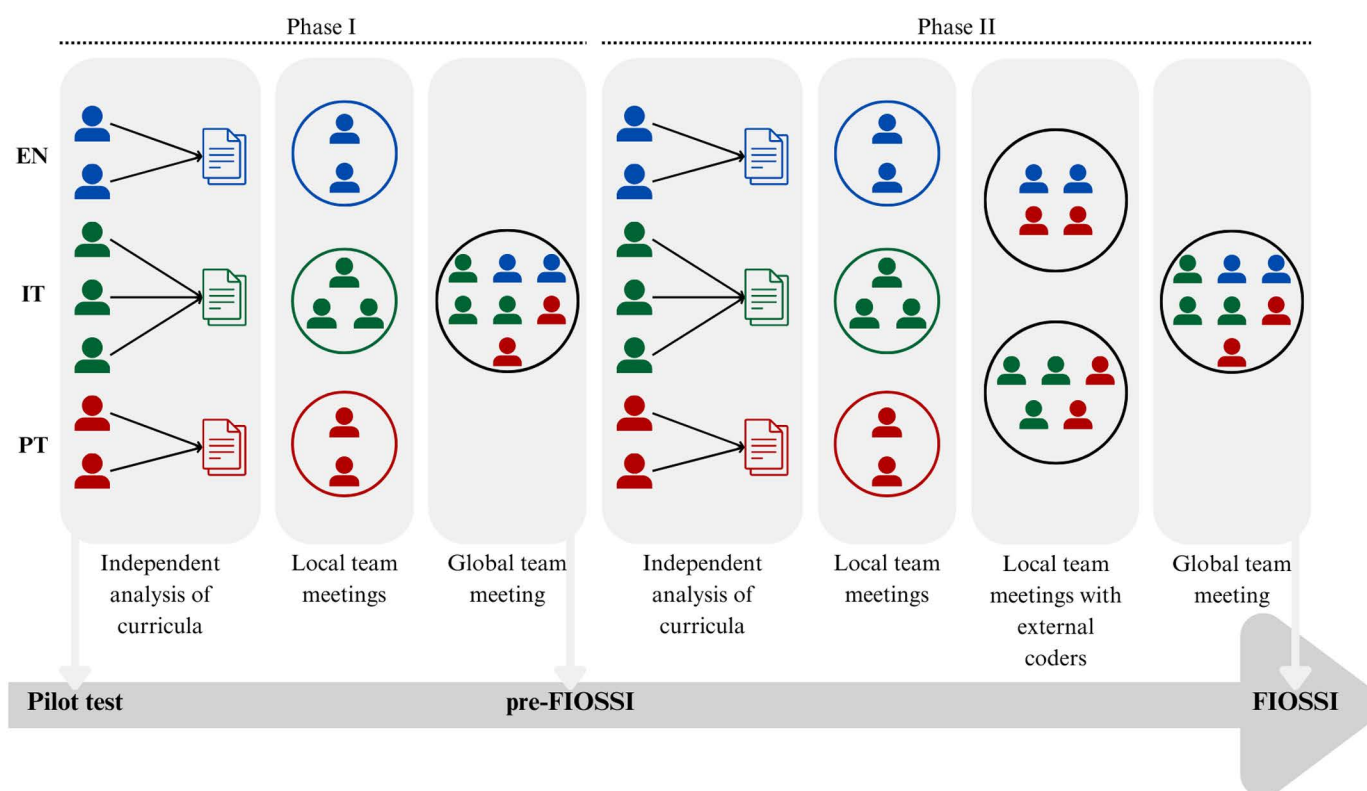 Phase I
Phase II
EN
IT
PT
Independent
analysis of
curricula
Local team
meetings
Global team
meeting
Independent
analysis of
curricula
Local team
meetings
Local team
meetings with
external
coders
Global team
meeting
Pilot test
pre-FIOSSI
FIOSSI